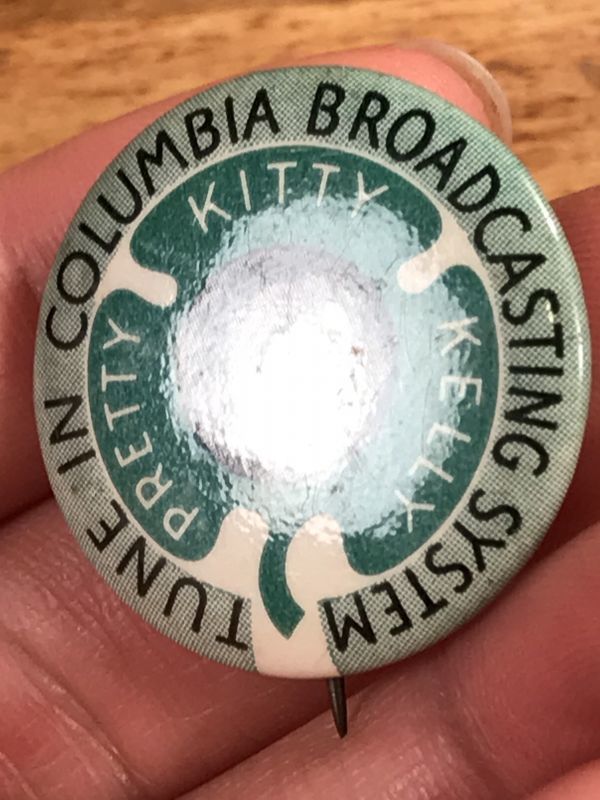 TUNE IN COLUMBIA BROADCASTING SYSTEM
PRETTY KITTY KELLY